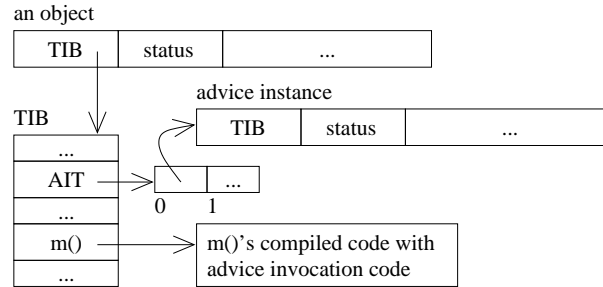 an object
TIB status ...
advice instance
TIB status ...
TIB
...
AIT
...
0 1
...
m()
...
m()'s compiled code with
advice invocation code